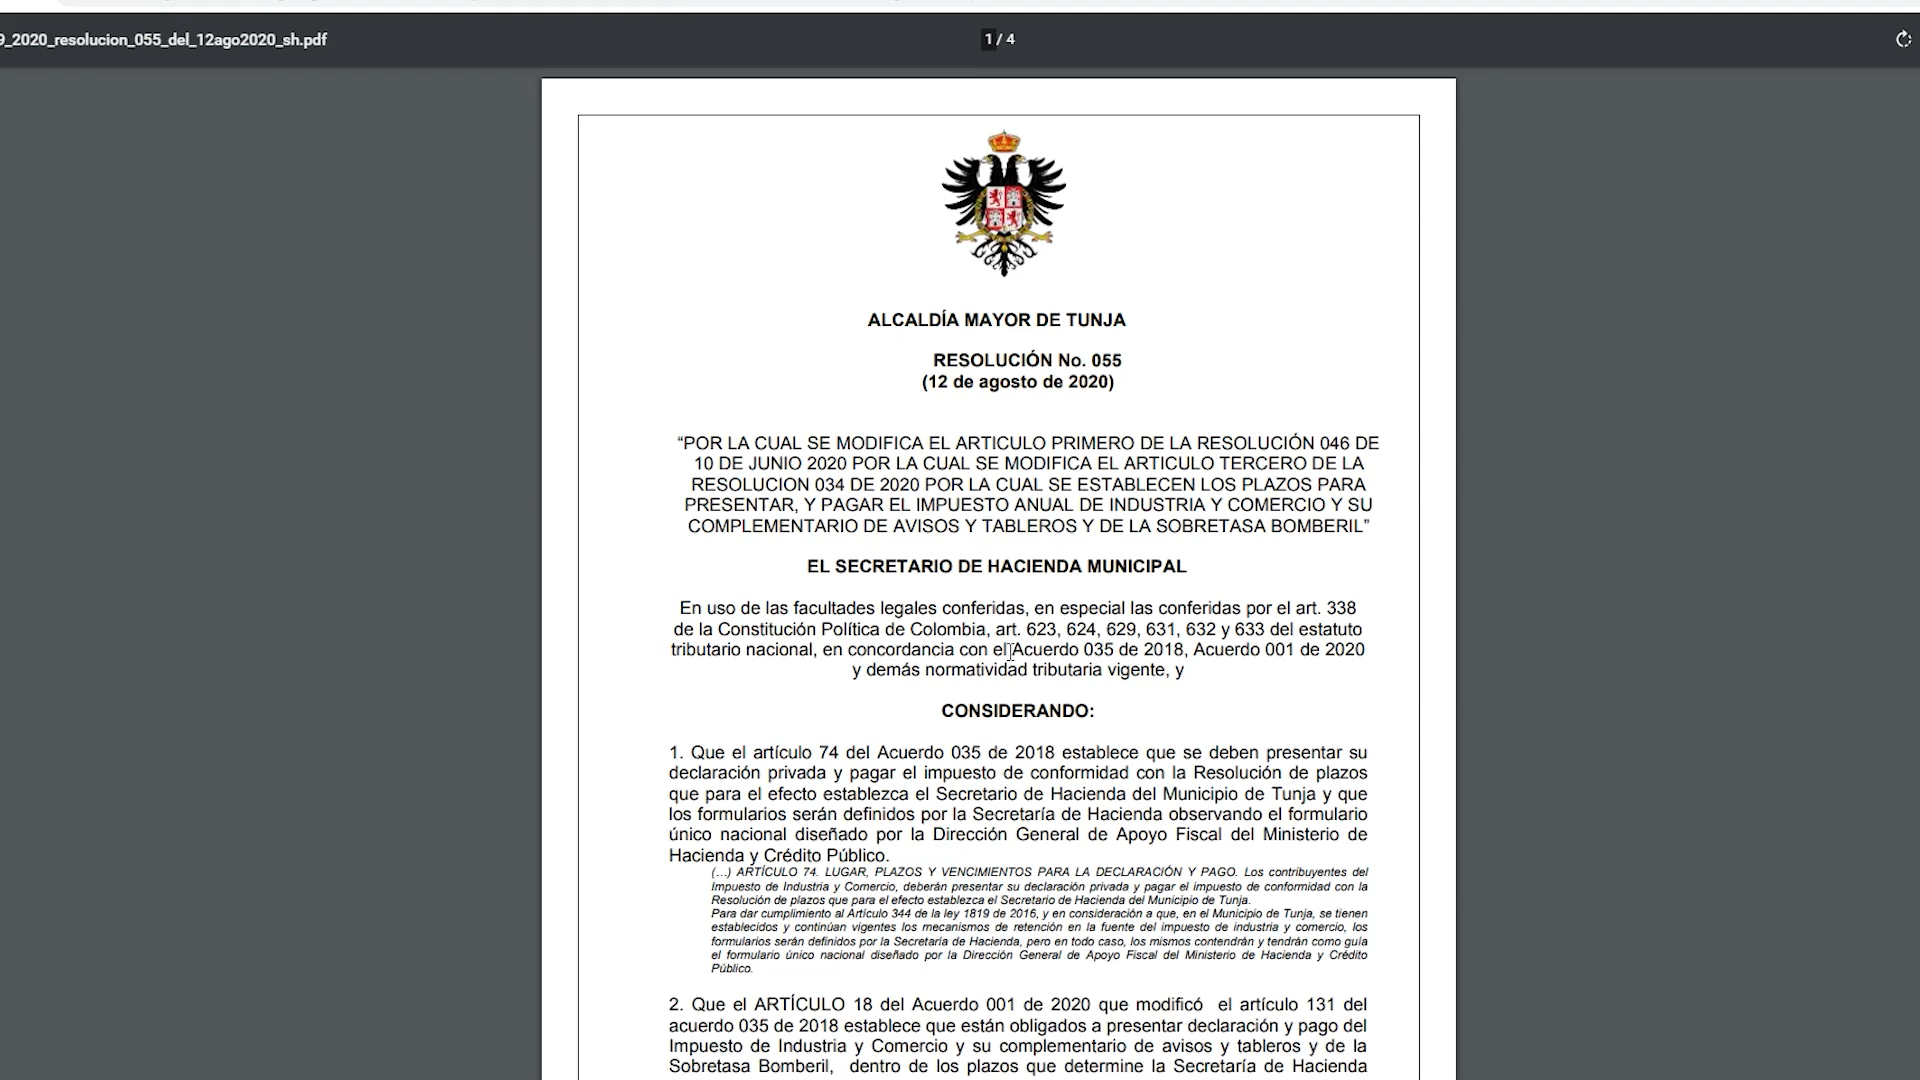 9_2020_resolucion_055_del_12ago2020_sh.pdf
1 / 4
ALCALDÍA MAYOR DE TUNJA
RESOLUCIÓN No. 055
(12 de agosto de 2020)
“POR LA CUAL SE MODIFICA EL ARTICULO PRIMERO DE LA RESOLUCIÓN 046 DE
10 DE JUNIO 2020 POR LA CUAL SE MODIFICA EL ARTICULO TERCERO DE LA
RESOLUCION 034 DE 2020 POR LA CUAL SE ESTABLECEN LOS PLAZOS PARA
PRESENTAR, Y PAGAR EL IMPUESTO ANUAL DE INDUSTRIA Y COMERCIO Y SU
COMPLEMENTARIO DE AVISOS Y TABLEROS Y DE LA SOBRETASA BOMBERIL”
EL SECRETARIO DE HACIENDA MUNICIPAL
En uso de las facultades legales conferidas, en especial las conferidas por el art. 338
de la Constitución Política de Colombia, art. 623, 624, 629, 631, 632 y 633 del estatuto
tributario nacional, en concordancia con el Acuerdo 035 de 2018, Acuerdo 001 de 2020
y demás normatividad tributaria vigente, y
CONSIDERANDO:
1. Que el artículo 74 del Acuerdo 035 de 2018 establece que se deben presentar su
declaración privada y pagar el impuesto de conformidad con la Resolución de plazos
que para el efecto establezca el Secretario de Hacienda del Municipio de Tunja y que
los formularios serán definidos por la Secretaría de Hacienda observando el formulario
único nacional diseñado por la Dirección General de Apoyo Fiscal del Ministerio de
Hacienda y Crédito Público.
(...) ARTÍCULO 74. LUGAR, PLAZOS Y VENCIMIENTOS PARA LA DECLARACIÓN Y PAGO. Los contribuyentes del
Impuesto de Industria y Comercio, deberán presentar su declaración privada y pagar el impuesto de conformidad con la
Resolución de plazos que para el efecto establezca el Secretario de Hacienda del Municipio de Tunja.
Para dar cumplimiento al Artículo 344 de la ley 1819 de 2016, y en consideración a que, en el Municipio de Tunja, se tienen
establecidos y continúan vigentes los mecanismos de retención en la fuente del impuesto de industria y comercio, los
formularios serán definidos por la Secretaría de Hacienda, pero en todo caso, los mismos contendrán y tendrán como guía
el formulario único nacional diseñado por la Dirección General de Apoyo Fiscal del Ministerio de Hacienda y Crédito
Público.
2. Que el ARTÍCULO 18 del Acuerdo 001 de 2020 que modificó el artículo 131 del
acuerdo 035 de 2018 establece que están obligados a presentar declaración y pago del
Impuesto de Industria y Comercio y su complementario de avisos y tableros y de la
Sobretasa Bomberil, dentro de los plazos que determine la Secretaría de Hacienda